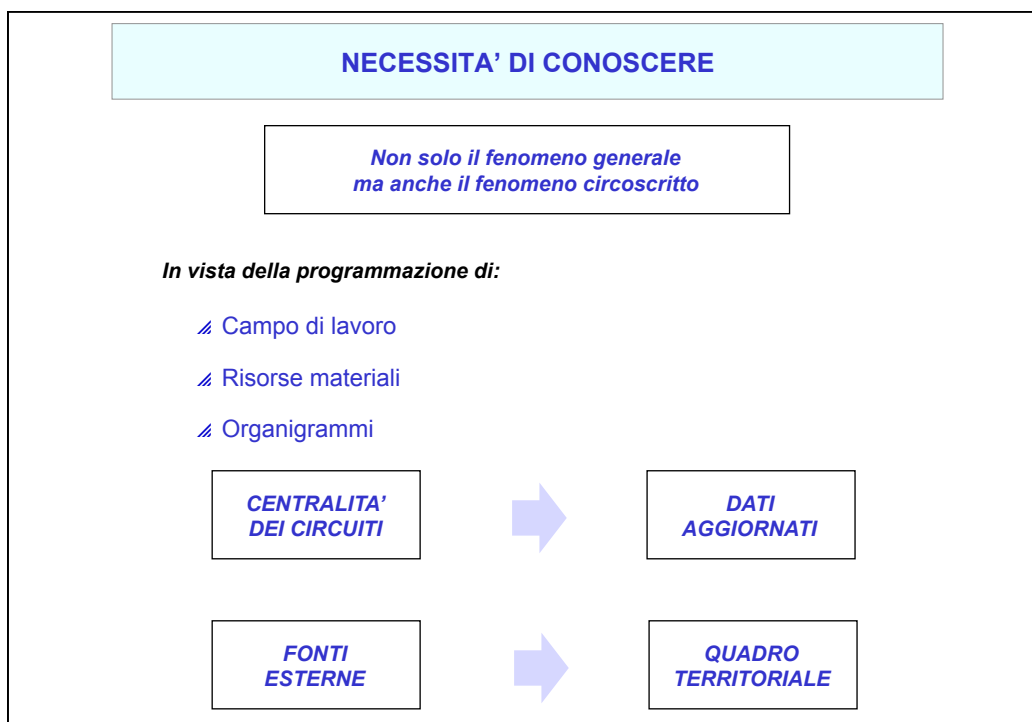 NECESSITA’ DI CONOSCERE
Non solo il fenomeno generale
ma anche il fenomeno circoscritto
In vista della programmazione di:
Campo di lavoro
Risorse materiali
Organigrammi
CENTRALITA’
DEI CIRCUITI
DATI
AGGIORNATI
FONTI
ESTERNE
QUADRO
TERRITORIALE